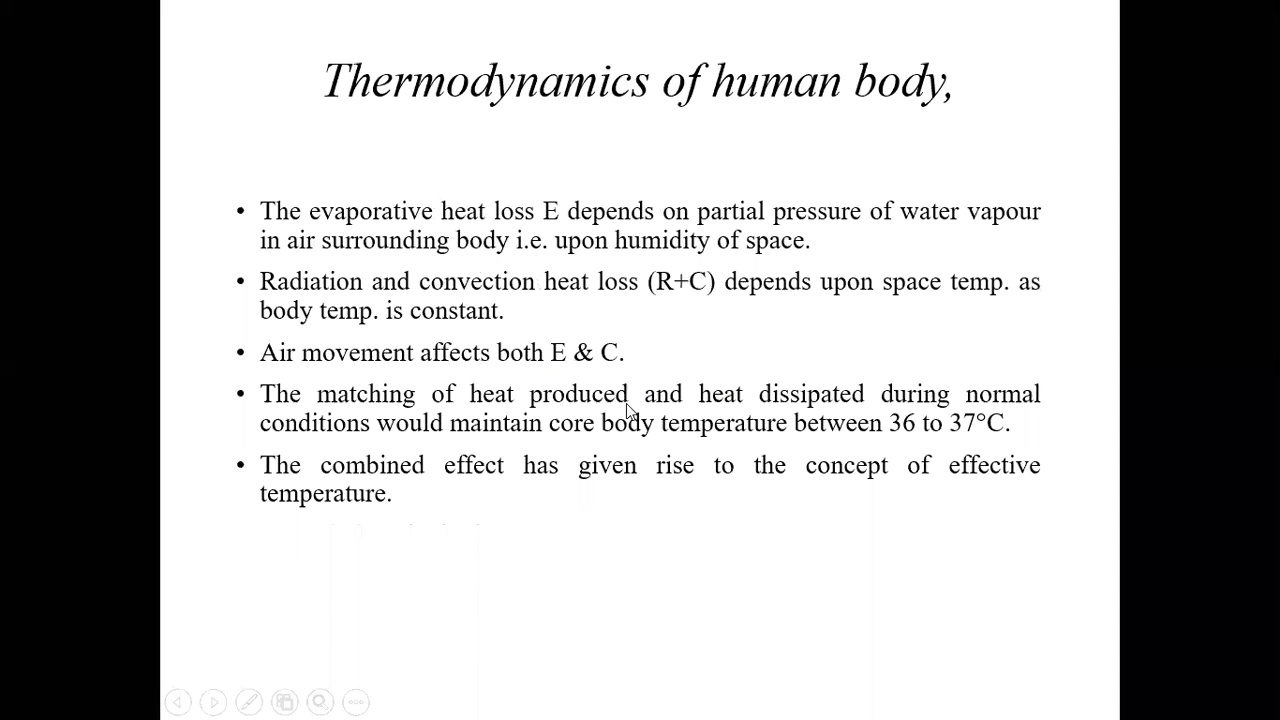 Thermodynamics of human body,
• The evaporative heat loss E depends on partial pressure of water vapour
in air surrounding body i.e. upon humidity of space.
• Radiation and convection heat loss (R+C) depends upon space temp. as
body temp. is constant.
• Air movement affects both E & C.
• The matching of heat produced and heat dissipated during normal
conditions would maintain core body temperature between 36 to 37°C.
• The combined effect has given rise to the concept of effective
temperature.